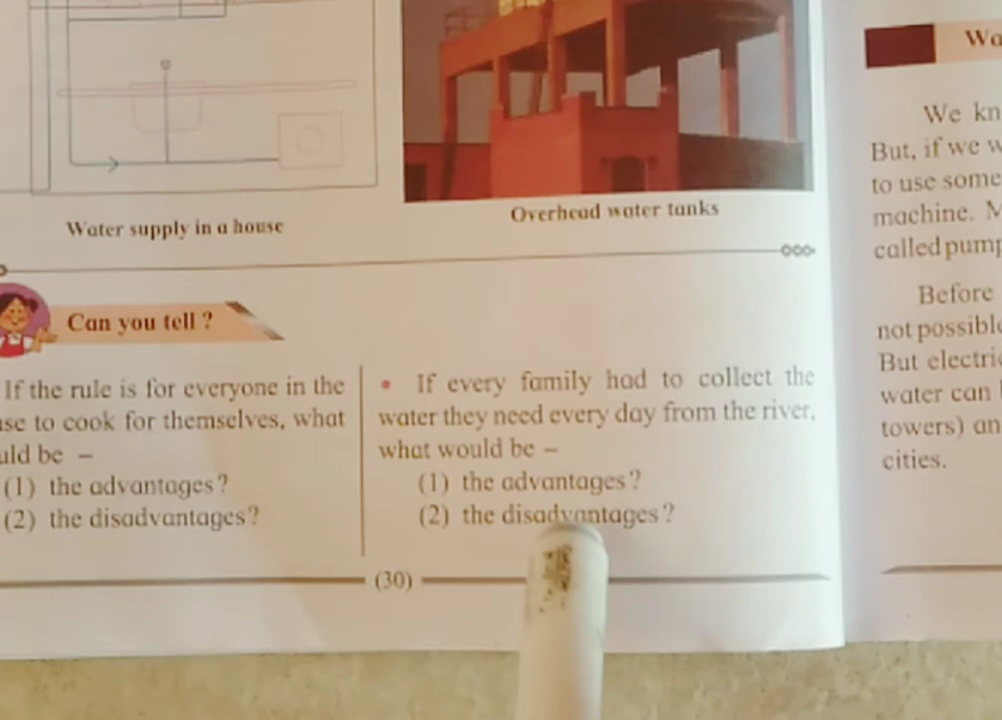 Water supply in a house
Overhead water tanks
Can you tell ?
If the rule is for everyone in the
to cook for themselves, what
be –
(1) the advantages?
(2) the disadvantages?
• If every family had to collect the
water they need every day from the river,
what would be –
(1) the advantages?
(2) the disadvantages?
(30)
We
But, if we
to use some
machine.
called
Before
not
But
water can
towers)
cities.